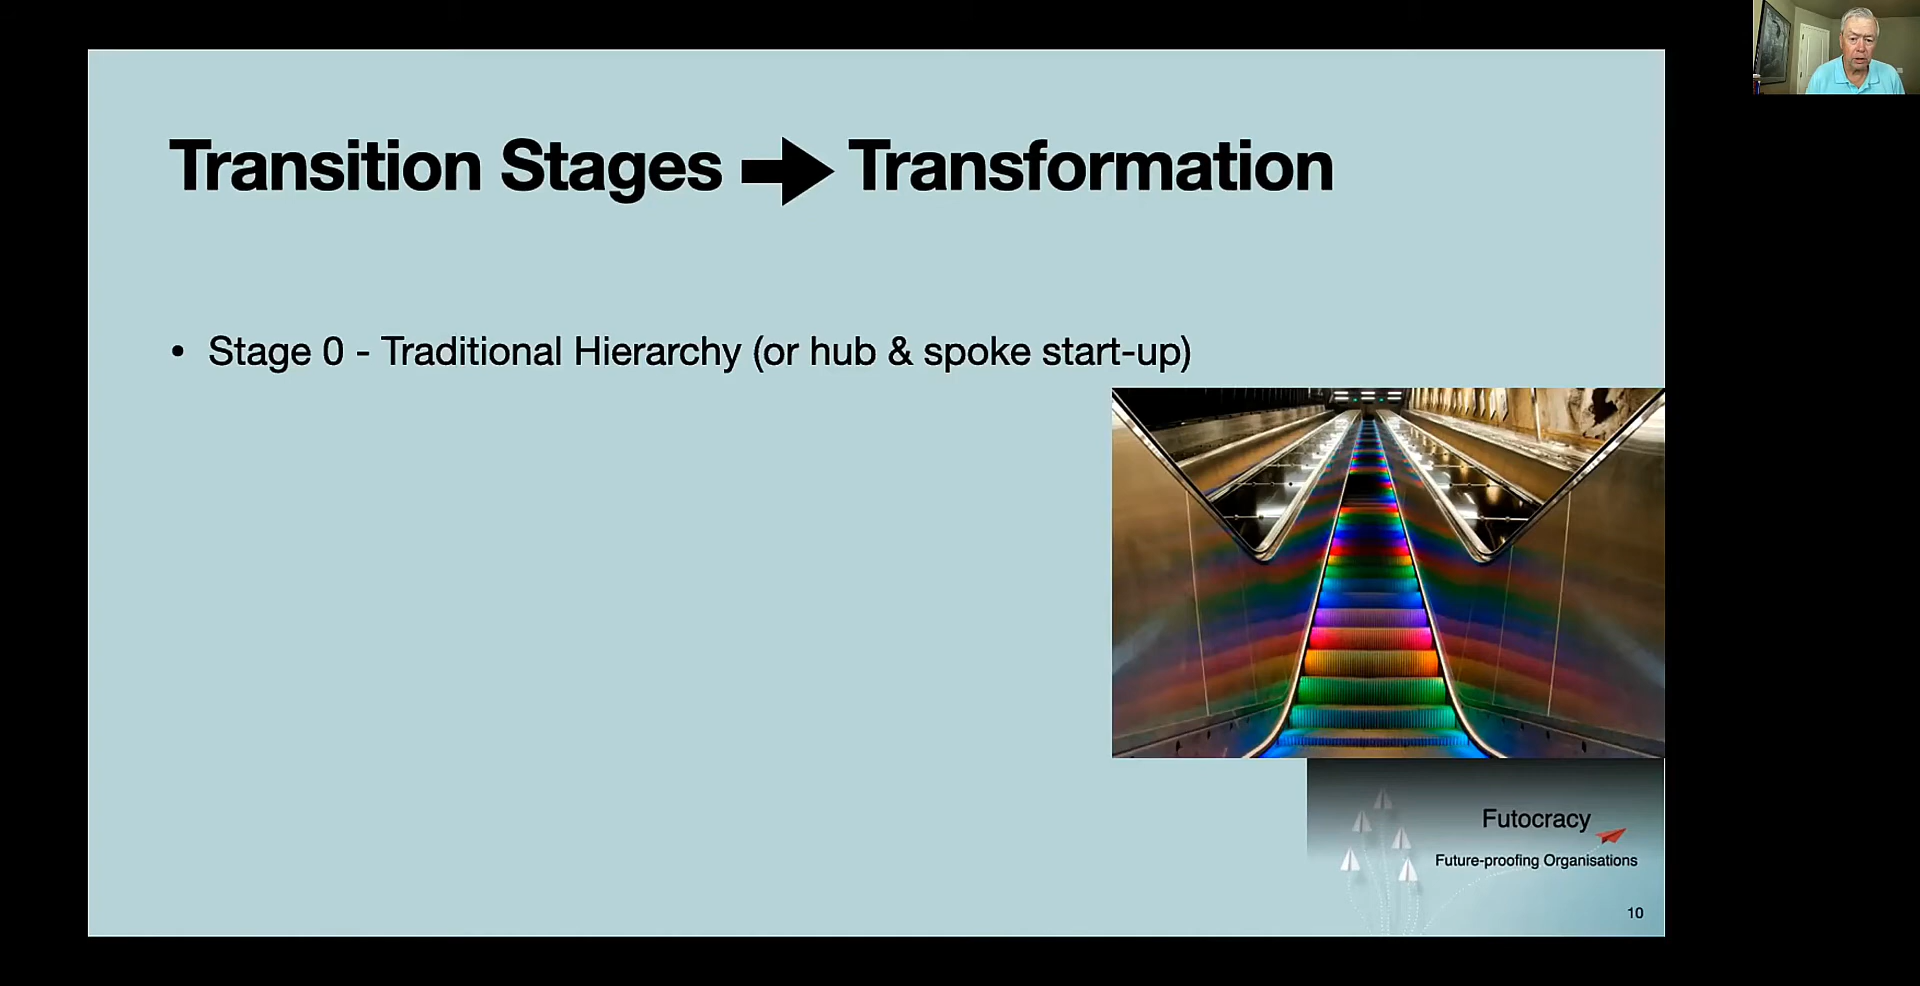 Transition Stages ➡ Transformation
• Stage 0 - Traditional Hierarchy (or hub & spoke start-up)
Futocracy
Future-proofing Organisations
10